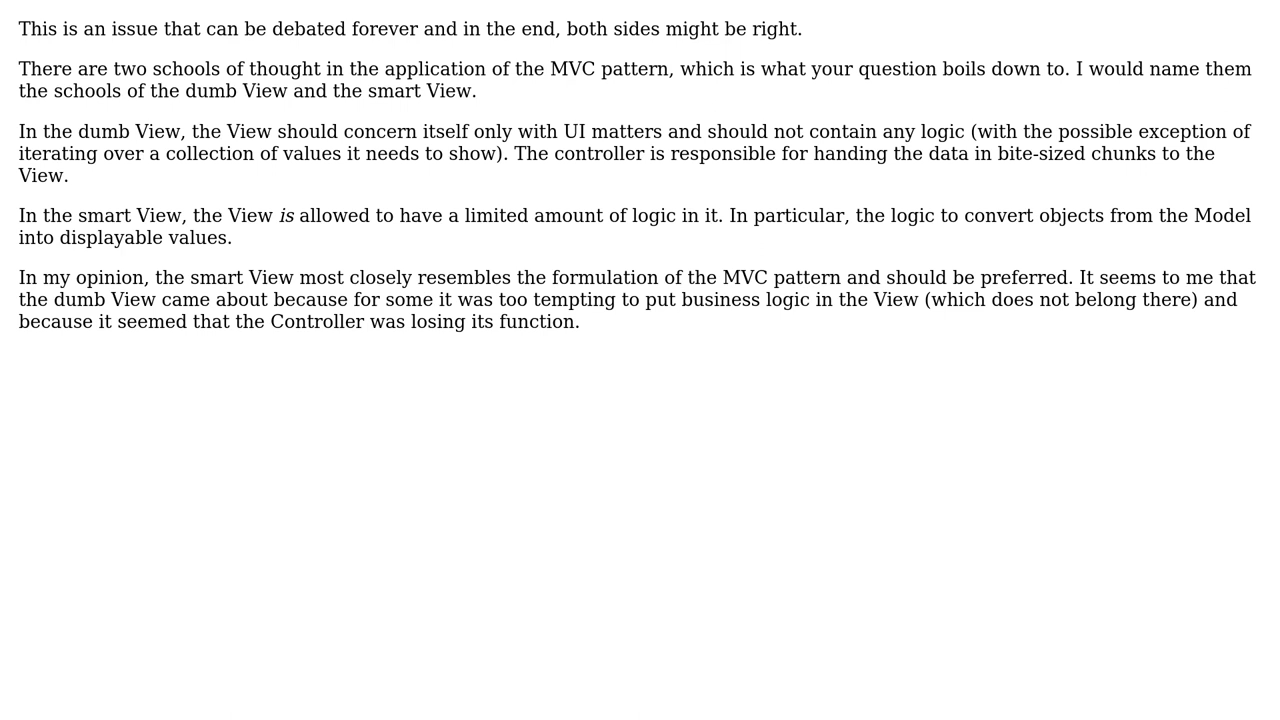 This is an issue that can be debated forever and in the end, both sides might be right.
There are two schools of thought in the application of the MVC pattern, which is what your question boils down to. I would name them
the schools of the dumb View and the smart View.
In the dumb View, the View should concern itself only with UI matters and should not contain any logic (with the possible exception of
iterating over a collection of values it needs to show). The controller is responsible for handing the data in bite-sized chunks to the
View.
In the smart View, the View is allowed to have a limited amount of logic in it. In particular, the logic to convert objects from the Model
into displayable values.
In my opinion, the smart View most closely resembles the formulation of the MVC pattern and should be preferred. It seems to me that
the dumb View came about because for some it was too tempting to put business logic in the View (which does not belong there) and
because it seemed that the Controller was losing its function.